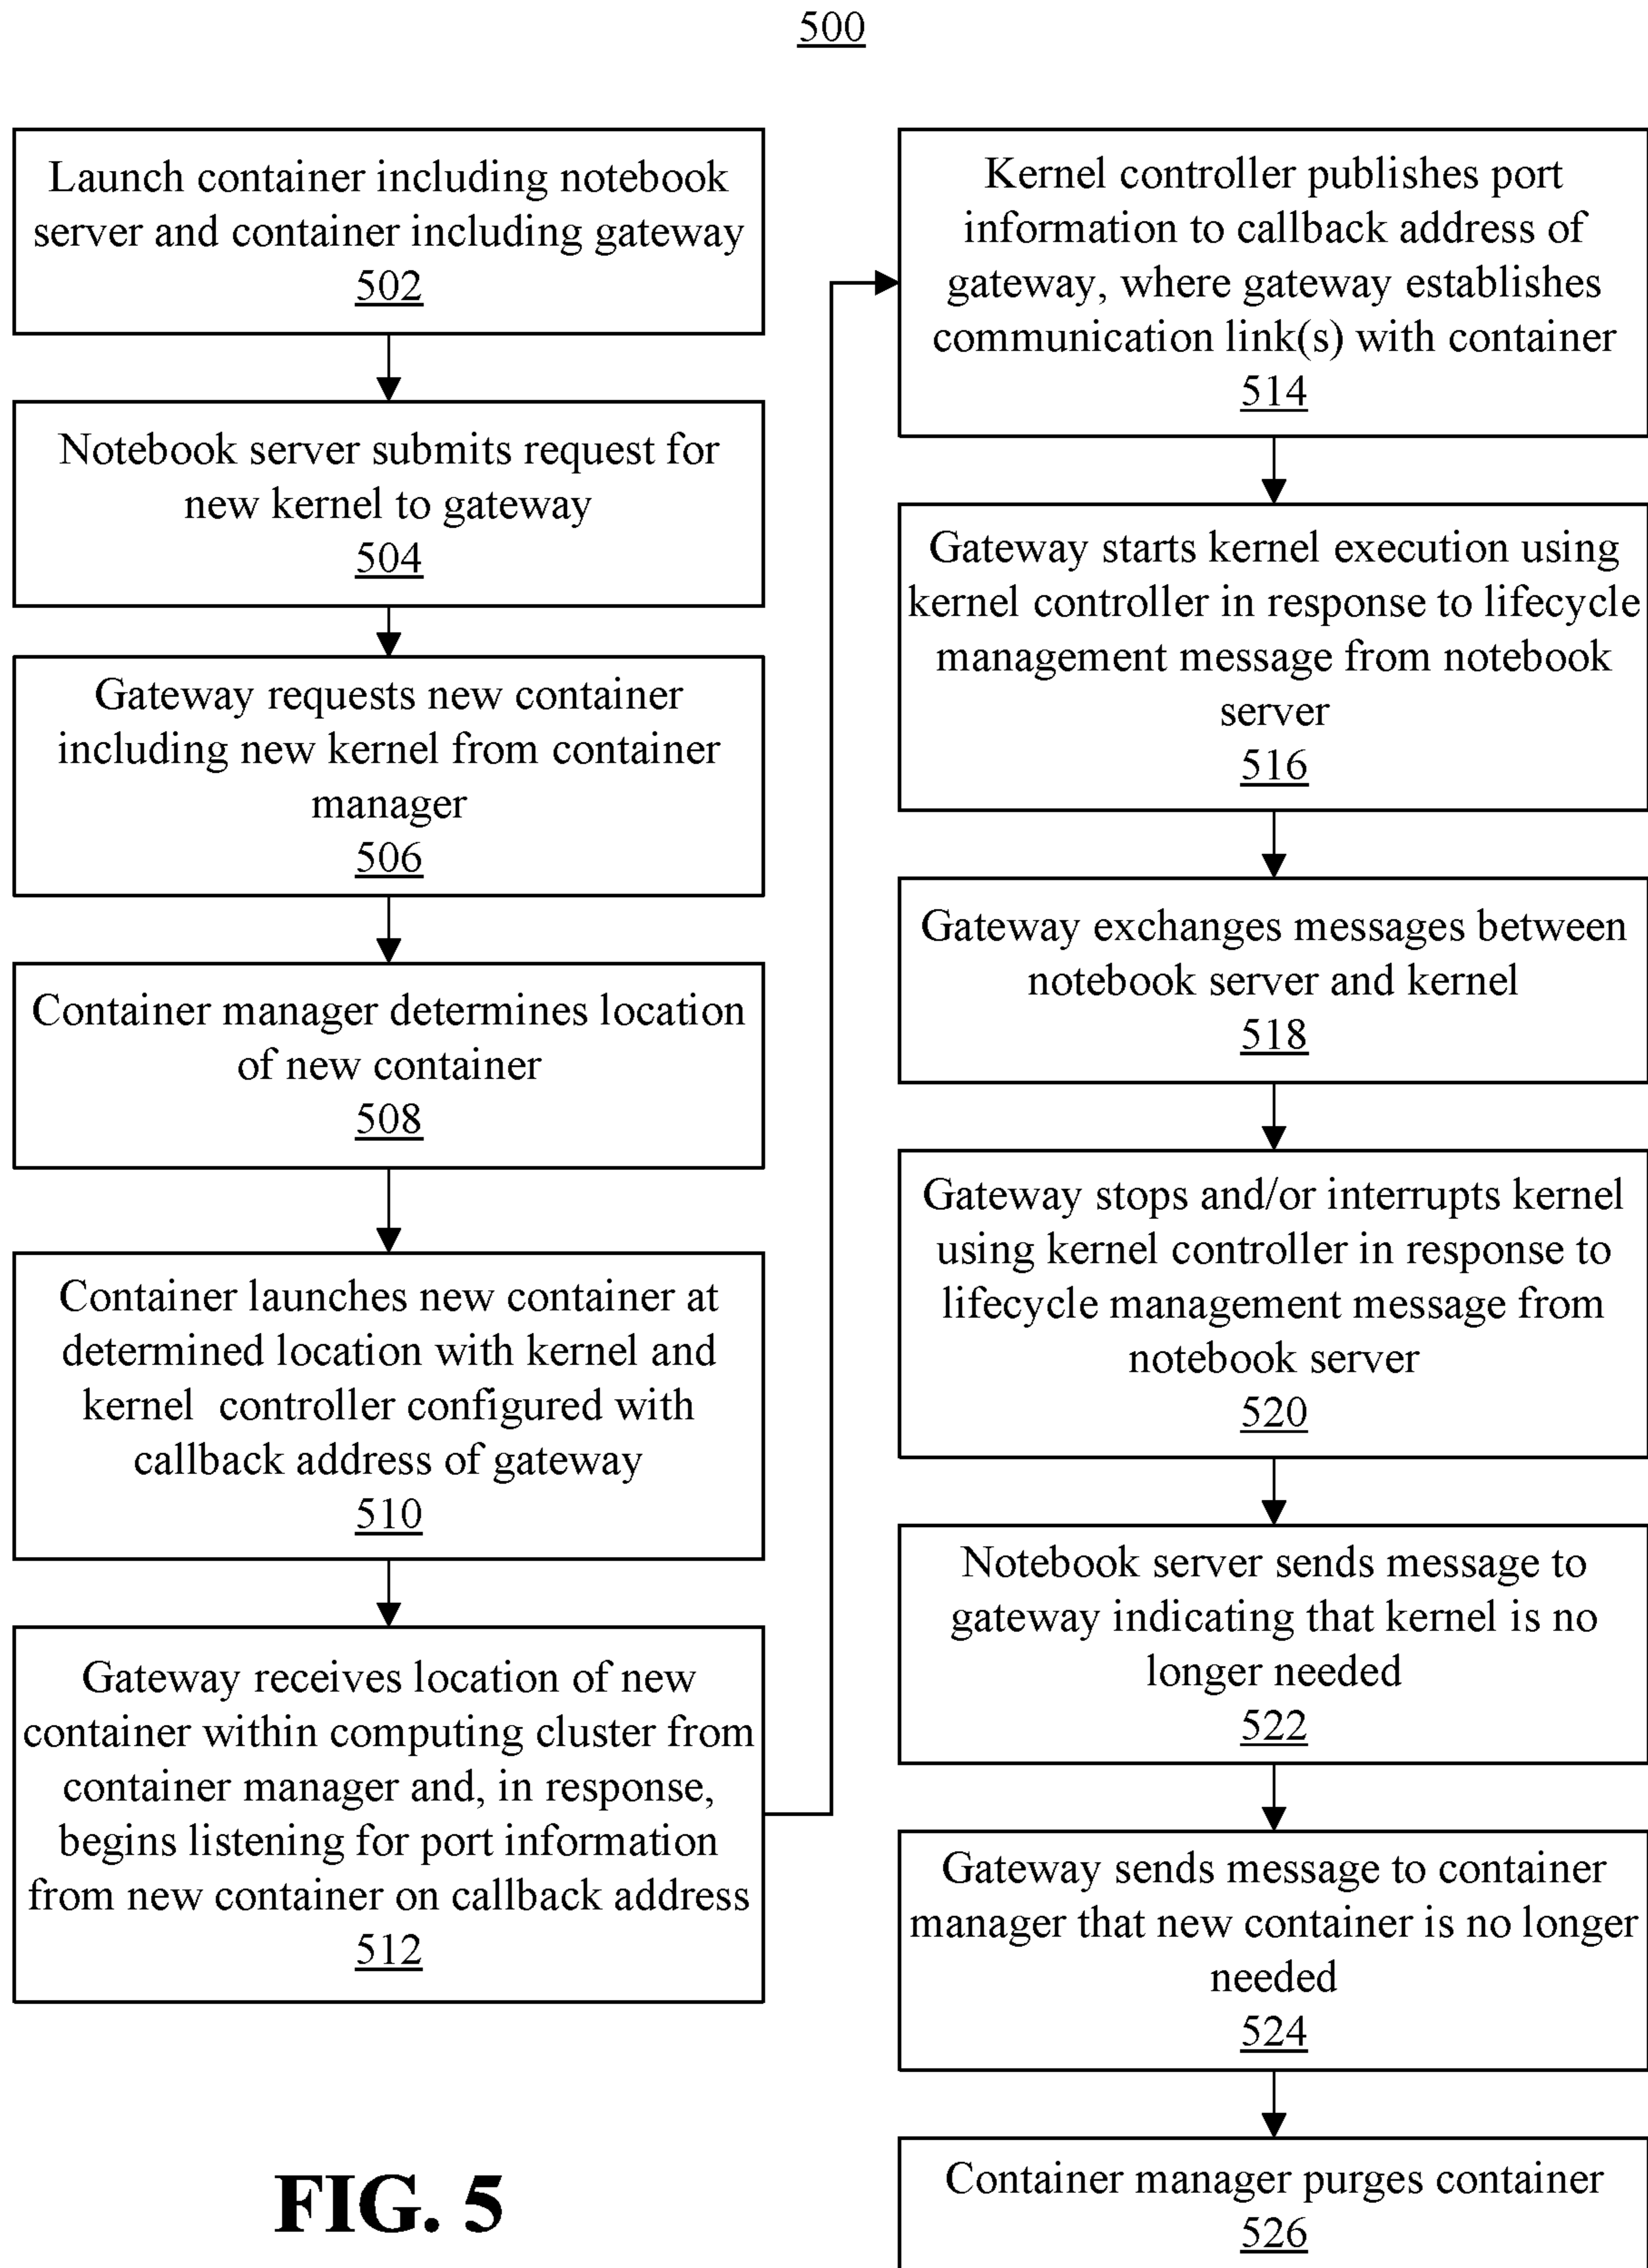 500
Launch container including notebook
server and container including gateway
502
Notebook server submits request for
new kernel to gateway
504
Gateway requests new container
including new kernel from container
manager
506
Container manager determines location
of new container
508
Container launches new container at
determined location with kernel and
kernel controller configured with
callback address of gateway
510
Gateway receives location of new
container within computing cluster from
container manager and, in response,
begins listening for port information
from new container on callback address
512
Kernel controller publishes port
information to callback address of
gateway, where gateway establishes
communication link(s) with container
514
Gateway starts kernel execution using
kernel controller in response to lifecycle
management message from notebook
server
516
Gateway exchanges messages between
notebook server and kernel
518
Gateway stops and/or interrupts kernel
using kernel controller in response to
lifecycle management message from
notebook server
520
Notebook server sends message to
gateway indicating that kernel is no
longer needed
522
Gateway sends message to container
manager that new container is no longer
needed
524
Container manager purges container
526
FIG. 5